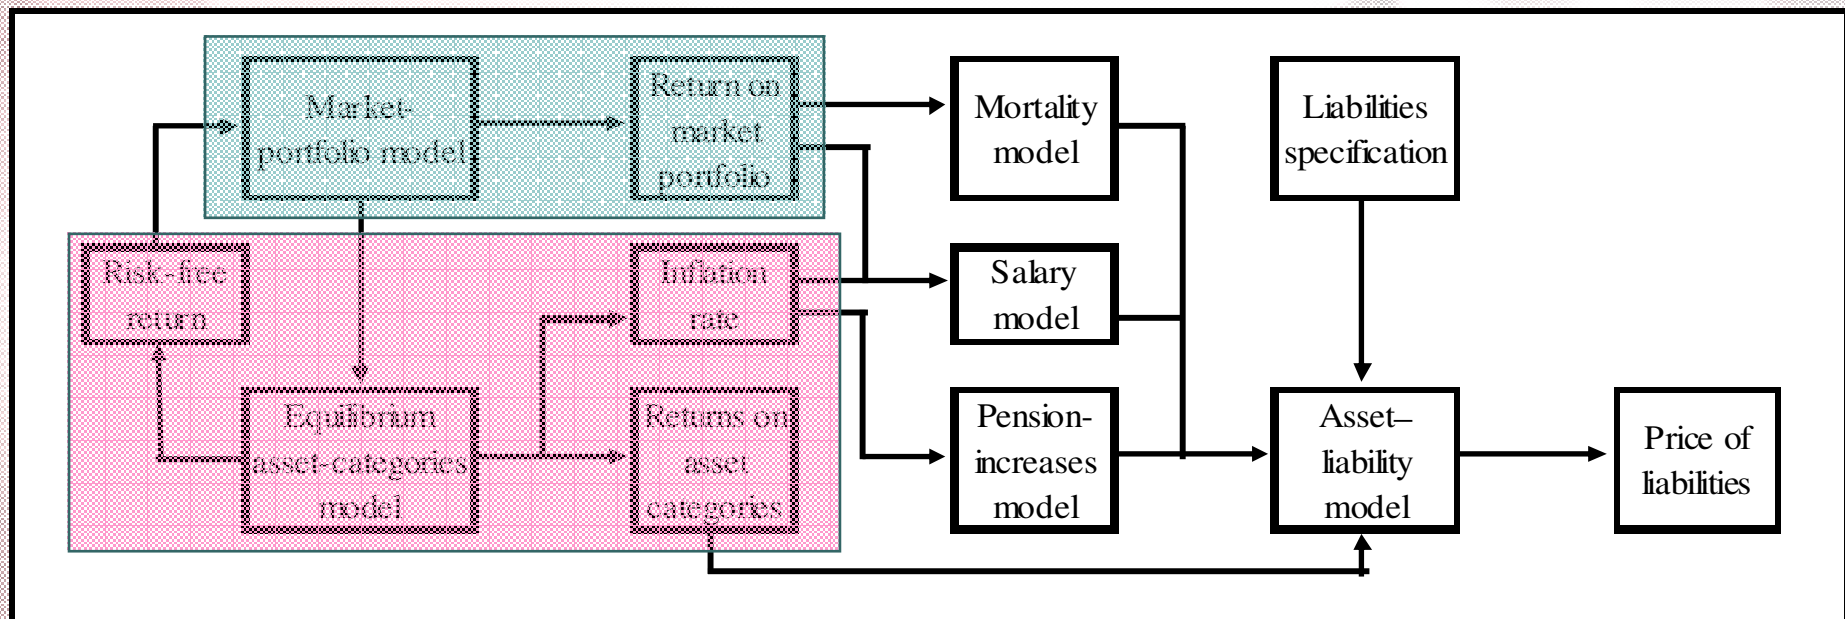 Market-
portfolio model
Return on
market
portfolio
Mortality
model
Liabilities
specification
Risk-free
return
Inflation
rate
Salary
model
Equilibrium
asset-categories
model
Returns on
asset
categories
Pension-
increases
model
Asset–
liability
model
Price of
liabilities